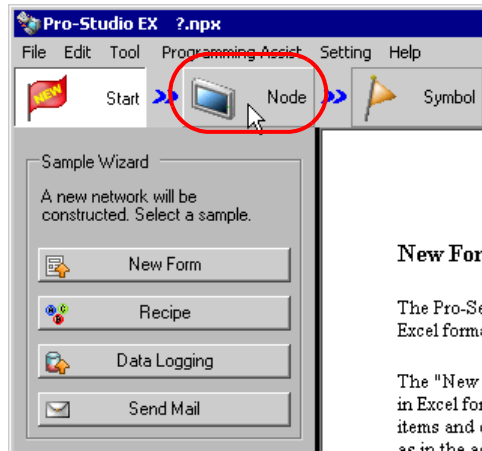 Pro-Studio EX ?.npx
File Edit Tool Programming Assist Setting Help
NEW Start Node Symbol
Sample Wizard
A new network will be
constructed. Select a sample.
New Form
Recipe
Data Logging
Send Mail
New For
The Pro-Se
Excel forma
The "New
in Excel for
items and
as in the a